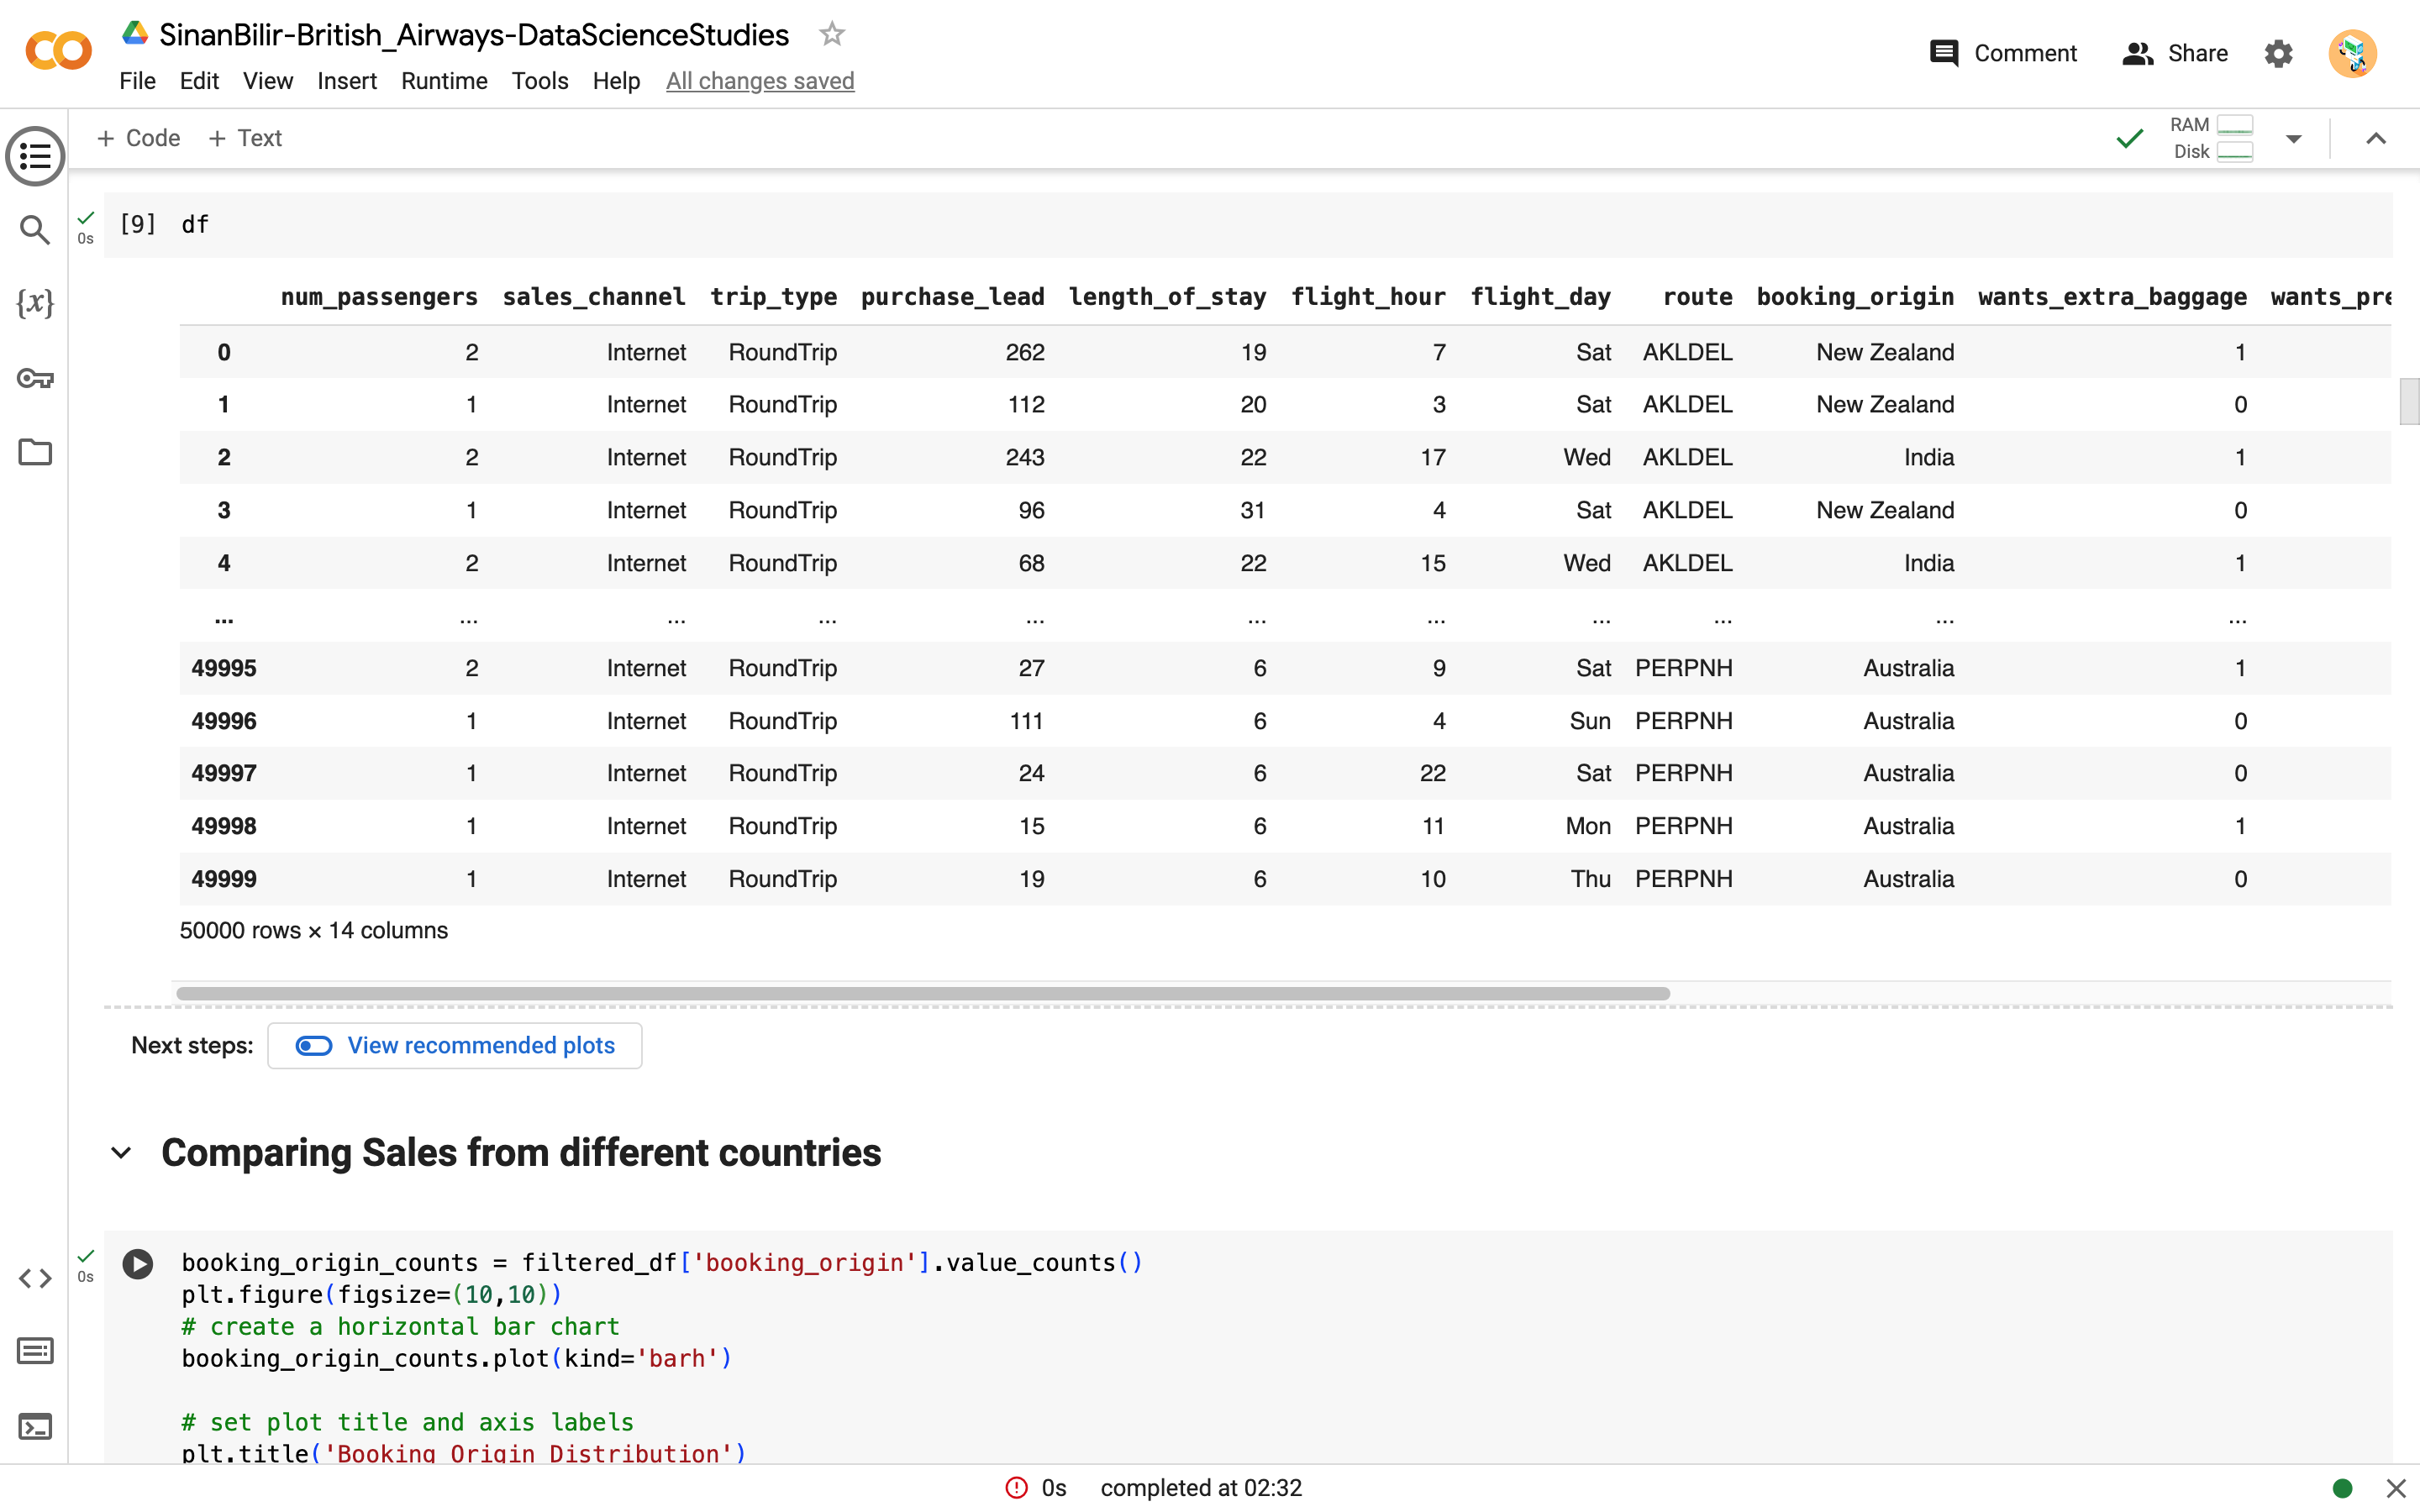 SinanBilir-British_Airways-DataScienceStudies
File Edit View Insert Runtime Tools Help All changes saved
Comment Share
+ Code + Text
RAM
Disk
[9] df
0s
num_passengers sales_channel trip_type purchase_lead length_of_stay flight_hour flight_day route booking_origin wants_extra_baggage wants_pre
0 2 Internet RoundTrip 262 19 7 Sat AKLDEL New Zealand 1
1 1 Internet RoundTrip 112 20 3 Sat AKLDEL New Zealand 0
2 2 Internet RoundTrip 243 22 17 Wed AKLDEL India 1
3 1 Internet RoundTrip 96 31 4 Sat AKLDEL New Zealand 0
4 2 Internet RoundTrip 68 22 15 Wed AKLDEL India 1
... ... ... ... ... ... ... ... ... ... ...
49995 2 Internet RoundTrip 27 6 9 Sat PERPNH Australia 1
49996 1 Internet RoundTrip 111 6 4 Sun PERPNH Australia 0
49997 1 Internet RoundTrip 24 6 22 Sat PERPNH Australia 0
49998 1 Internet RoundTrip 15 6 11 Mon PERPNH Australia 1
49999 1 Internet RoundTrip 19 6 10 Thu PERPNH Australia 0
50000 rows × 14 columns
Next steps: View recommended plots
Comparing Sales from different countries
0s
booking_origin_counts = filtered_df['booking_origin'].value_counts()
plt.figure(figsize=(10,10))
# create a horizontal bar chart
booking_origin_counts.plot(kind='barh')
# set plot title and axis labels
plt.title('Booking Origin Distribution')
0s completed at 02:32